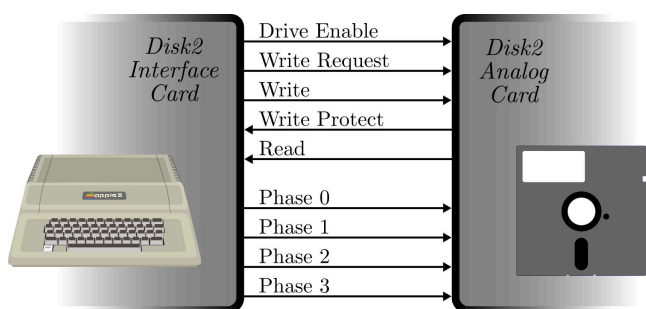 Disk2
Interface
Card
Drive Enable
Write Request
Write
Write Protect
Read
Phase 0
Phase 1
Phase 2
Phase 3
Disk2
Analog
Card
apple ][